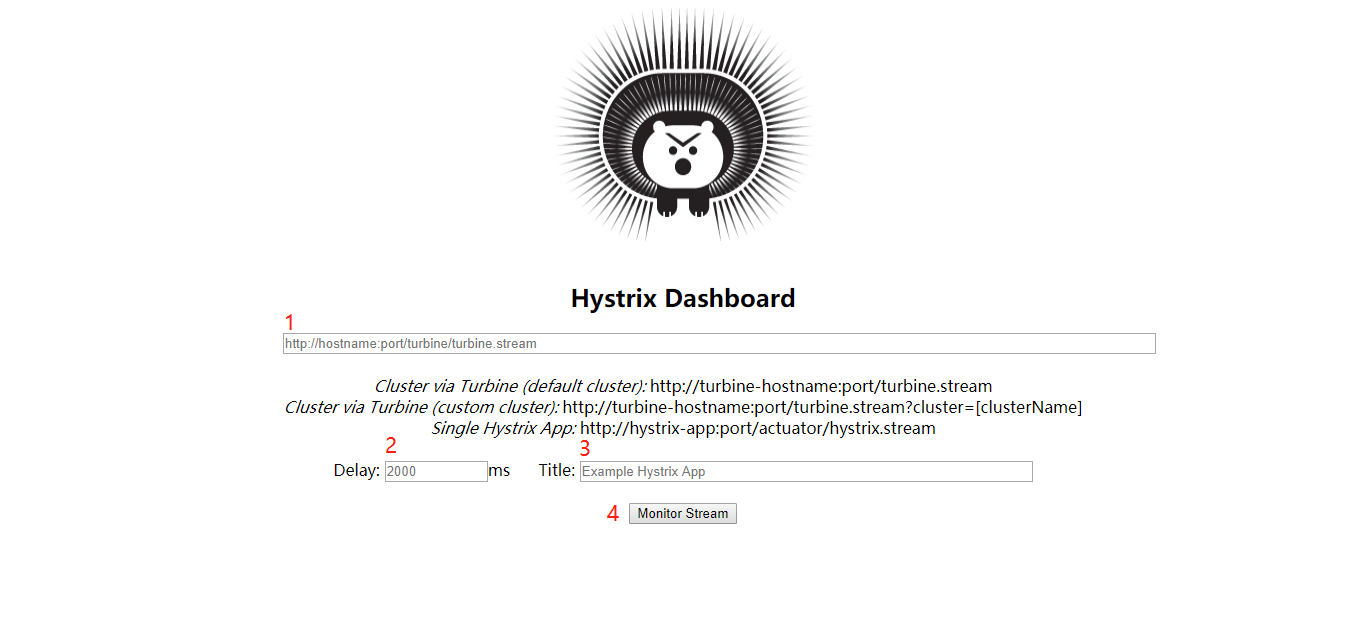 Hystrix Dashboard
1
http://hostname:port/turbine/turbine.stream
Cluster via Turbine (default cluster): http://turbine-hostname:port/turbine.stream
Cluster via Turbine (custom cluster): http://turbine-hostname:port/turbine.stream?cluster=[clusterName]
Single Hystrix App: http://hystrix-app:port/actuator/hystrix.stream
2 3
Delay: 2000 ms Title: Example Hystrix App
4 Monitor Stream